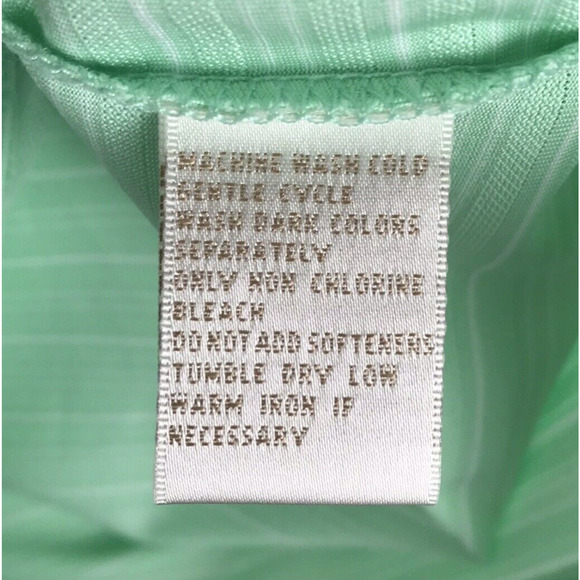 MACHINE WASH COLD
GENTLE CYCLE
WASH DARK COLORS
SEPARATELY
ONLY NON CHLORINE
BLEACH
DO NOT ADD SOFTENERS
TUMBLE DRY LOW
WARM IRON IF
NECESSARY